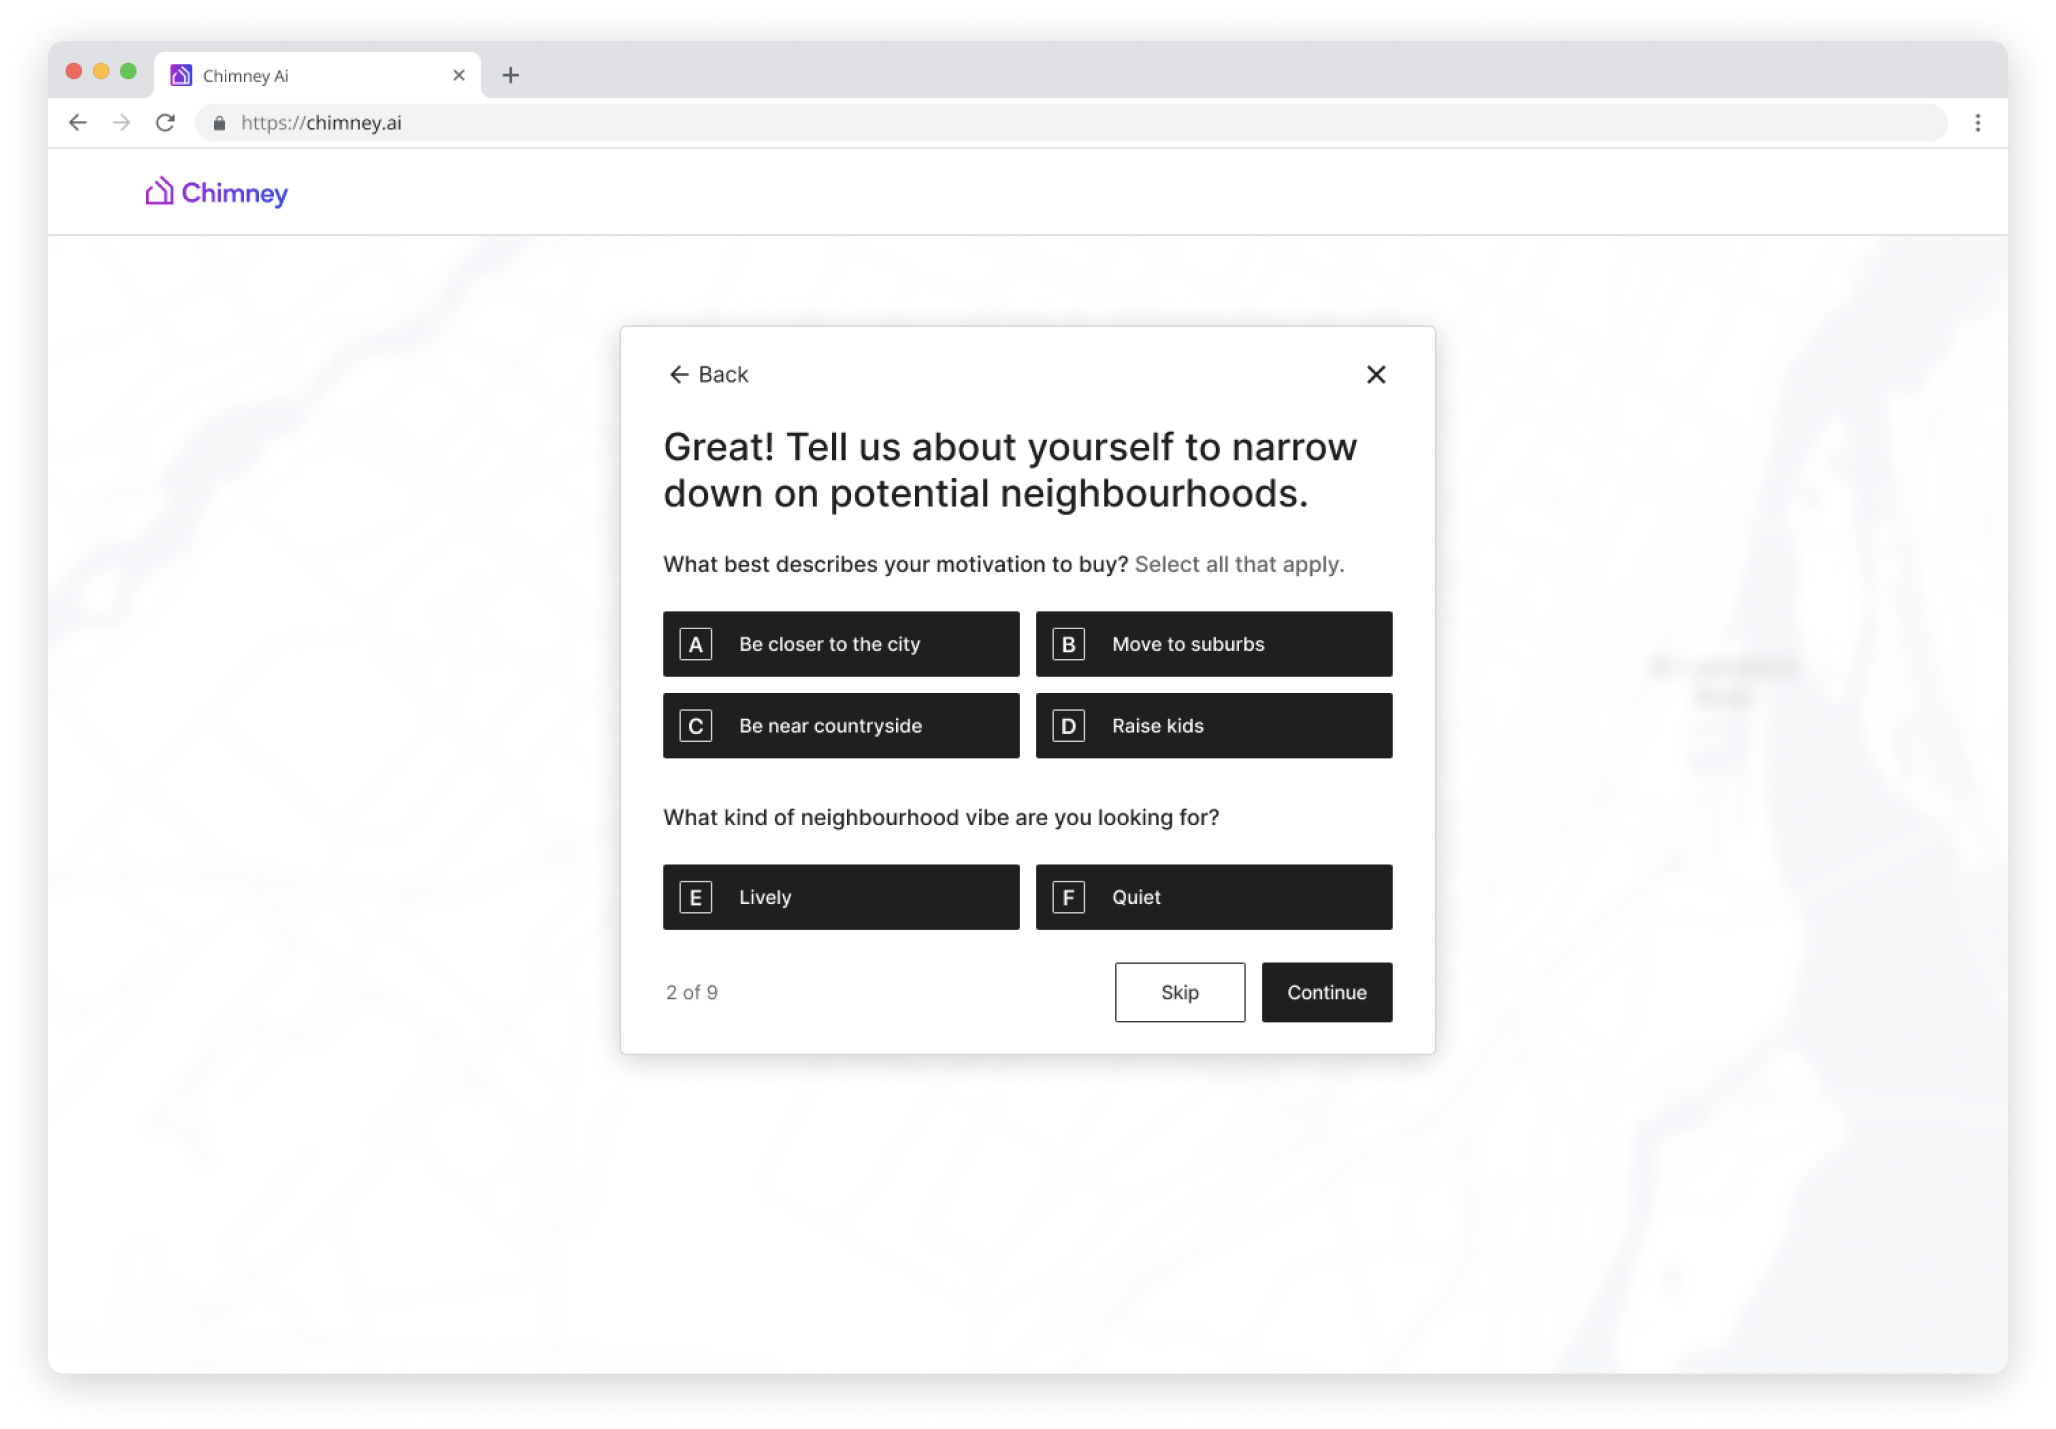 Chimney Ai
https://chimney.ai
Chimney
Back
Great! Tell us about yourself to narrow
down on potential neighbourhoods.
What best describes your motivation to buy? Select all that apply.
A Be closer to the city
B Move to suburbs
C Be near countryside
D Raise kids
What kind of neighbourhood vibe are you looking for?
E Lively
F Quiet
2 of 9
Skip
Continue